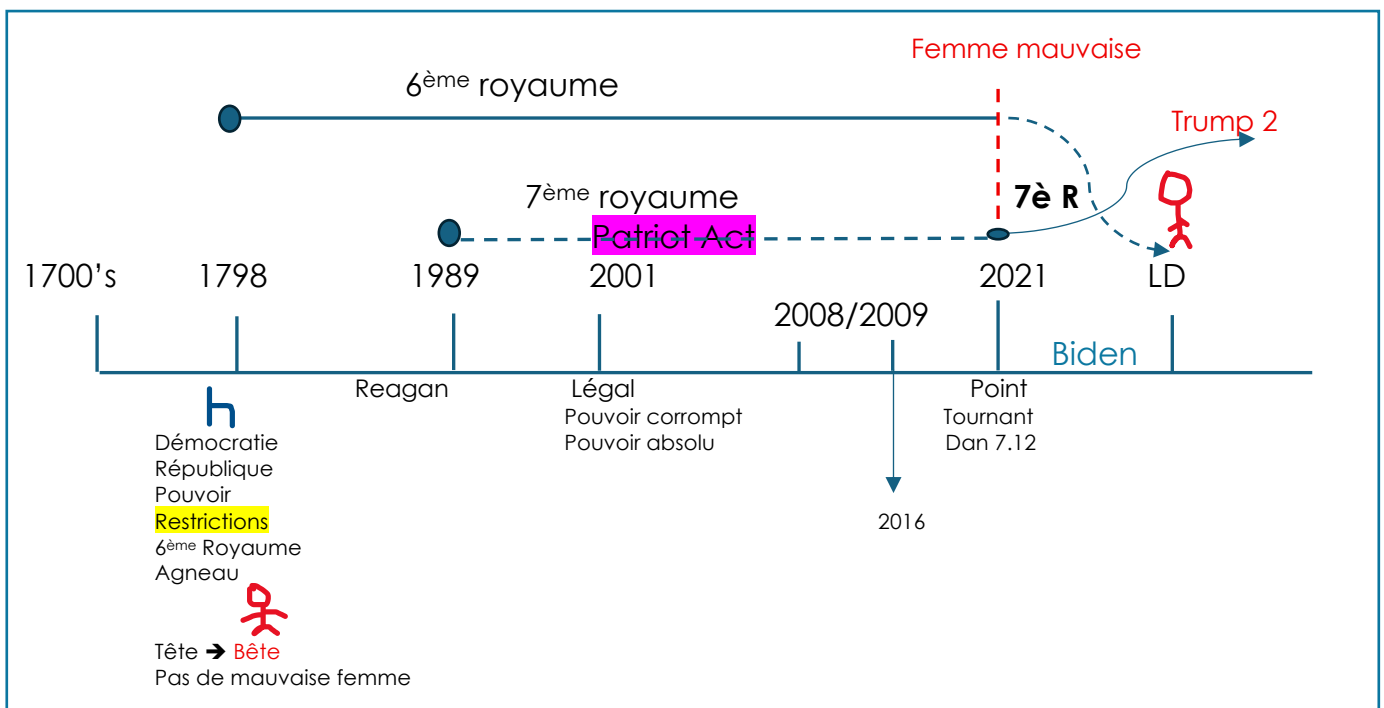 Femme mauvaise
6ème royaume
Trump 2
7ème royaume
7è R
Patriot Act
1700's
1798
1989
2001
2021
LD
2008/2009
Biden
Reagan
Légal
Pouvoir corrompt
Pouvoir absolu
Point
Tournant
Dan 7.12
h
Démocratie
République
Pouvoir
Restrictions
6ème Royaume
Agneau
2016
Tête ➔ Bête
Pas de mauvaise femme